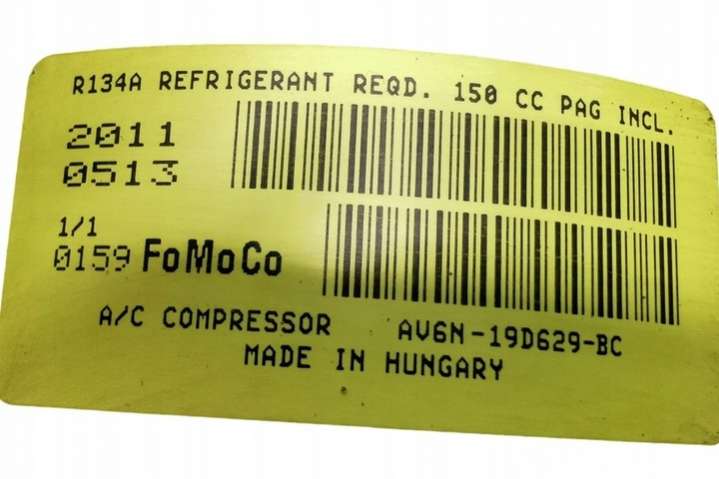 R134A REFRIGERANT REQD. 150 CC PAG INCL.
2011
0513
1/1
0159 FoMoCo
A/C COMPRESSOR AV6N-19D629-BC
MADE IN HUNGARY